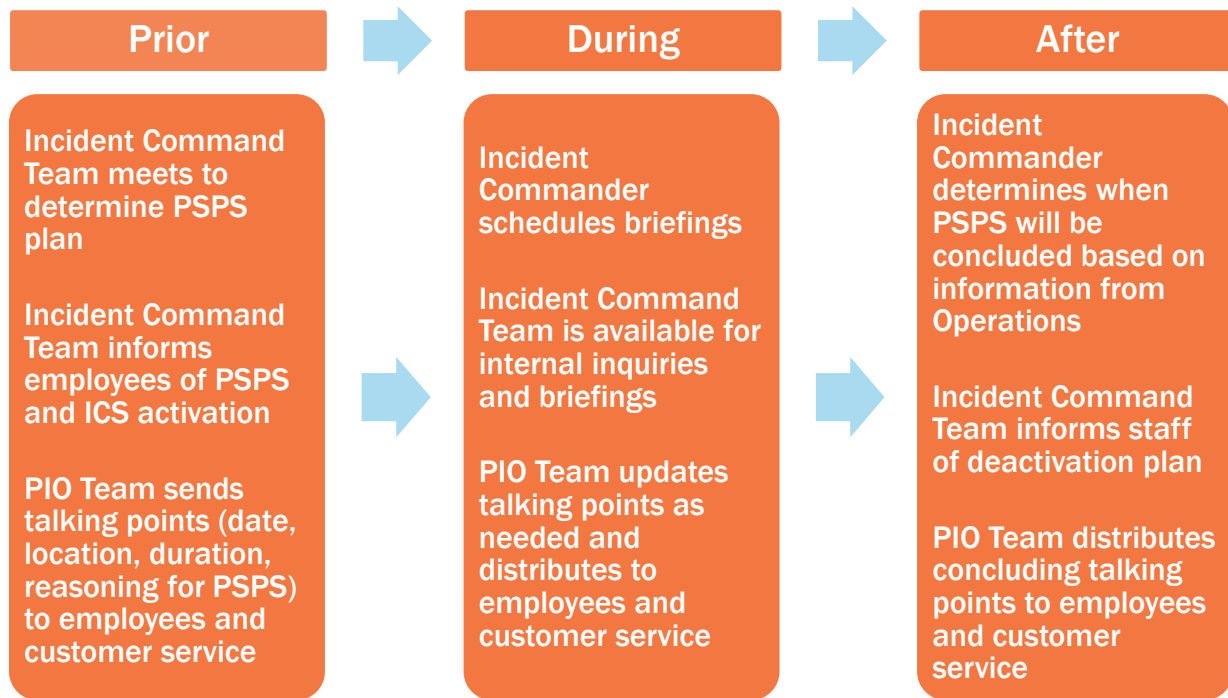 Prior
During
After
Incident Command
Team meets to
determine PSPS
plan
Incident Command
Team informs
employees of PSPS
and ICS activation
PIO Team sends
talking points (date,
location, duration,
reasoning for PSPS)
to employees and
customer service
Incident
Commander
schedules briefings
Incident Command
Team is available for
internal inquiries
and briefings
PIO Team updates
talking points as
needed and
distributes to
employees and
customer service
Incident
Commander
determines when
PSPS will be
concluded based on
information from
Operations
Incident Command
Team informs staff
of deactivation plan
PIO Team distributes
concluding talking
points to employees
and customer
service